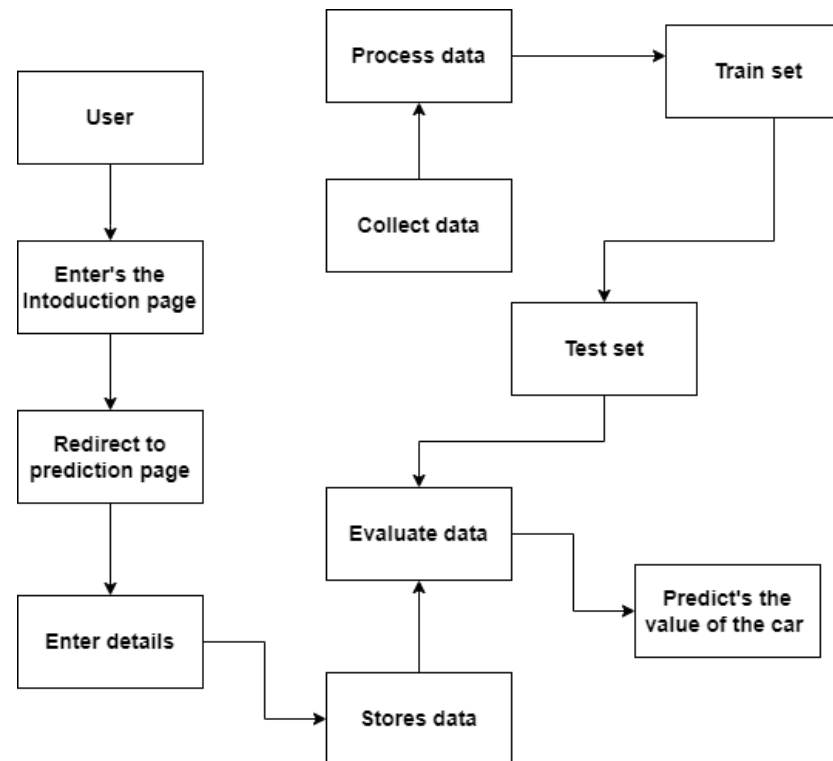 Process data
Train set
User
Collect data
Enter's the
Intoduction page
Test set
Redirect to
prediction page
Evaluate data
Predict's the
value of the car
Enter details
Stores data